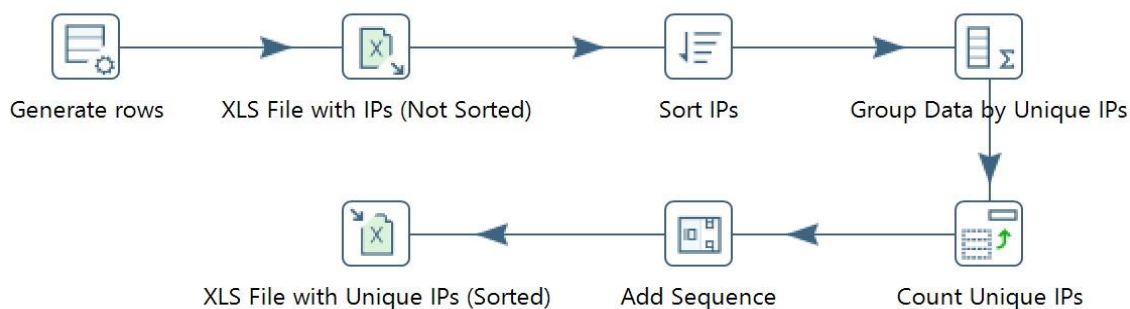 Generate rows
XLS File with IPs (Not Sorted)
Sort IPs
Group Data by Unique IPs
XLS File with Unique IPs (Sorted)
Add Sequence
Count Unique IPs